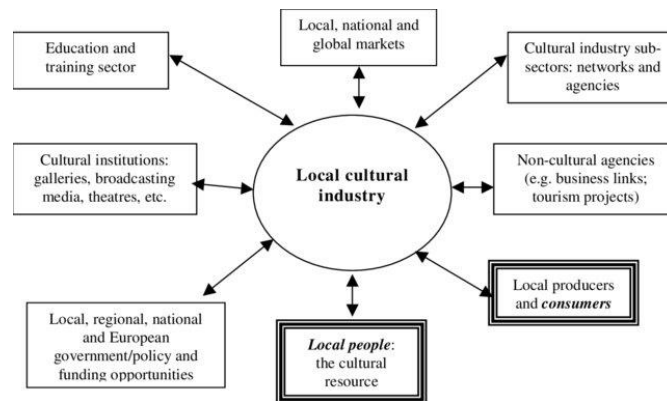 Education and
training sector
Local, national and
global markets
Cultural industry sub-
sectors: networks and
agencies
Cultural institutions:
galleries, broadcasting
media, theatres, etc.
Local cultural
industry
Non-cultural agencies
(e.g. business links;
tourism projects)
Local, regional, national
and European
government/policy and
funding opportunities
Local people:
the cultural
resource
Local producers
and consumers